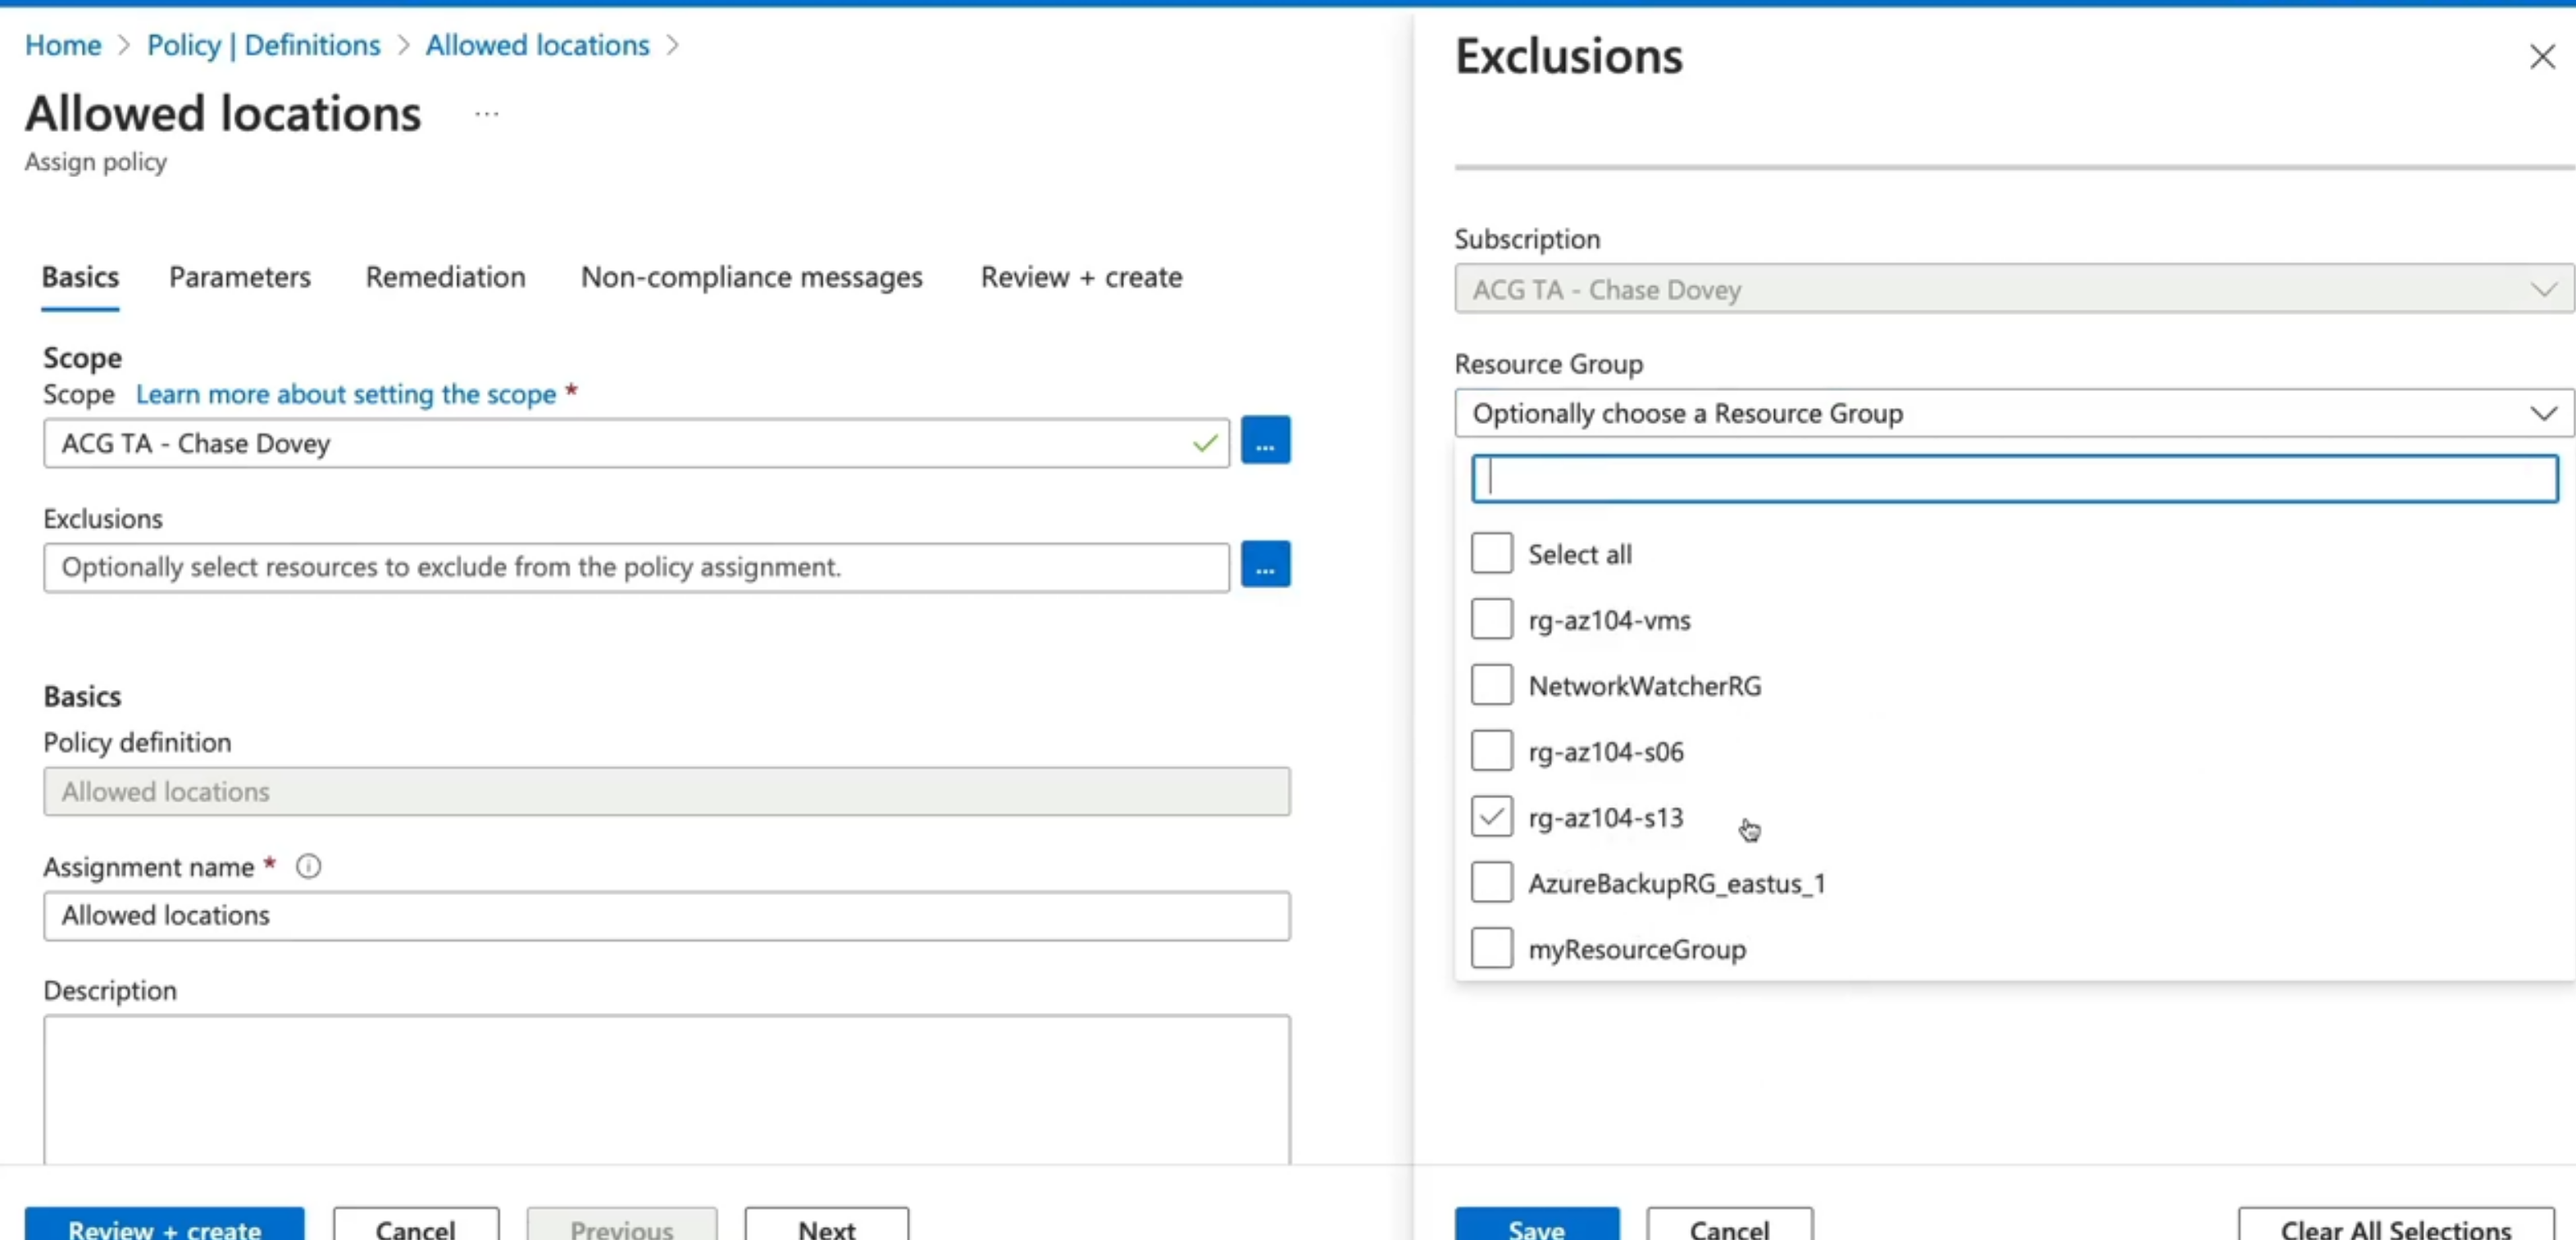 Home > Policy | Definitions > Allowed locations >
Allowed locations ...
Assign policy
Basics Parameters Remediation Non-compliance messages Review + create
Scope
Scope Learn more about setting the scope *
ACG TA - Chase Dovey
...
Exclusions
Optionally select resources to exclude from the policy assignment.
...
Basics
Policy definition
Allowed locations
Assignment name *
Allowed locations
Description
Review + create Cancel Previous Next
Exclusions
Subscription
ACG TA - Chase Dovey
Resource Group
Optionally choose a Resource Group
Select all
rg-az104-vms
NetworkWatcherRG
rg-az104-s06
rg-az104-s13
AzureBackupRG_eastus_1
myResourceGroup
Save Cancel Clear All Selections